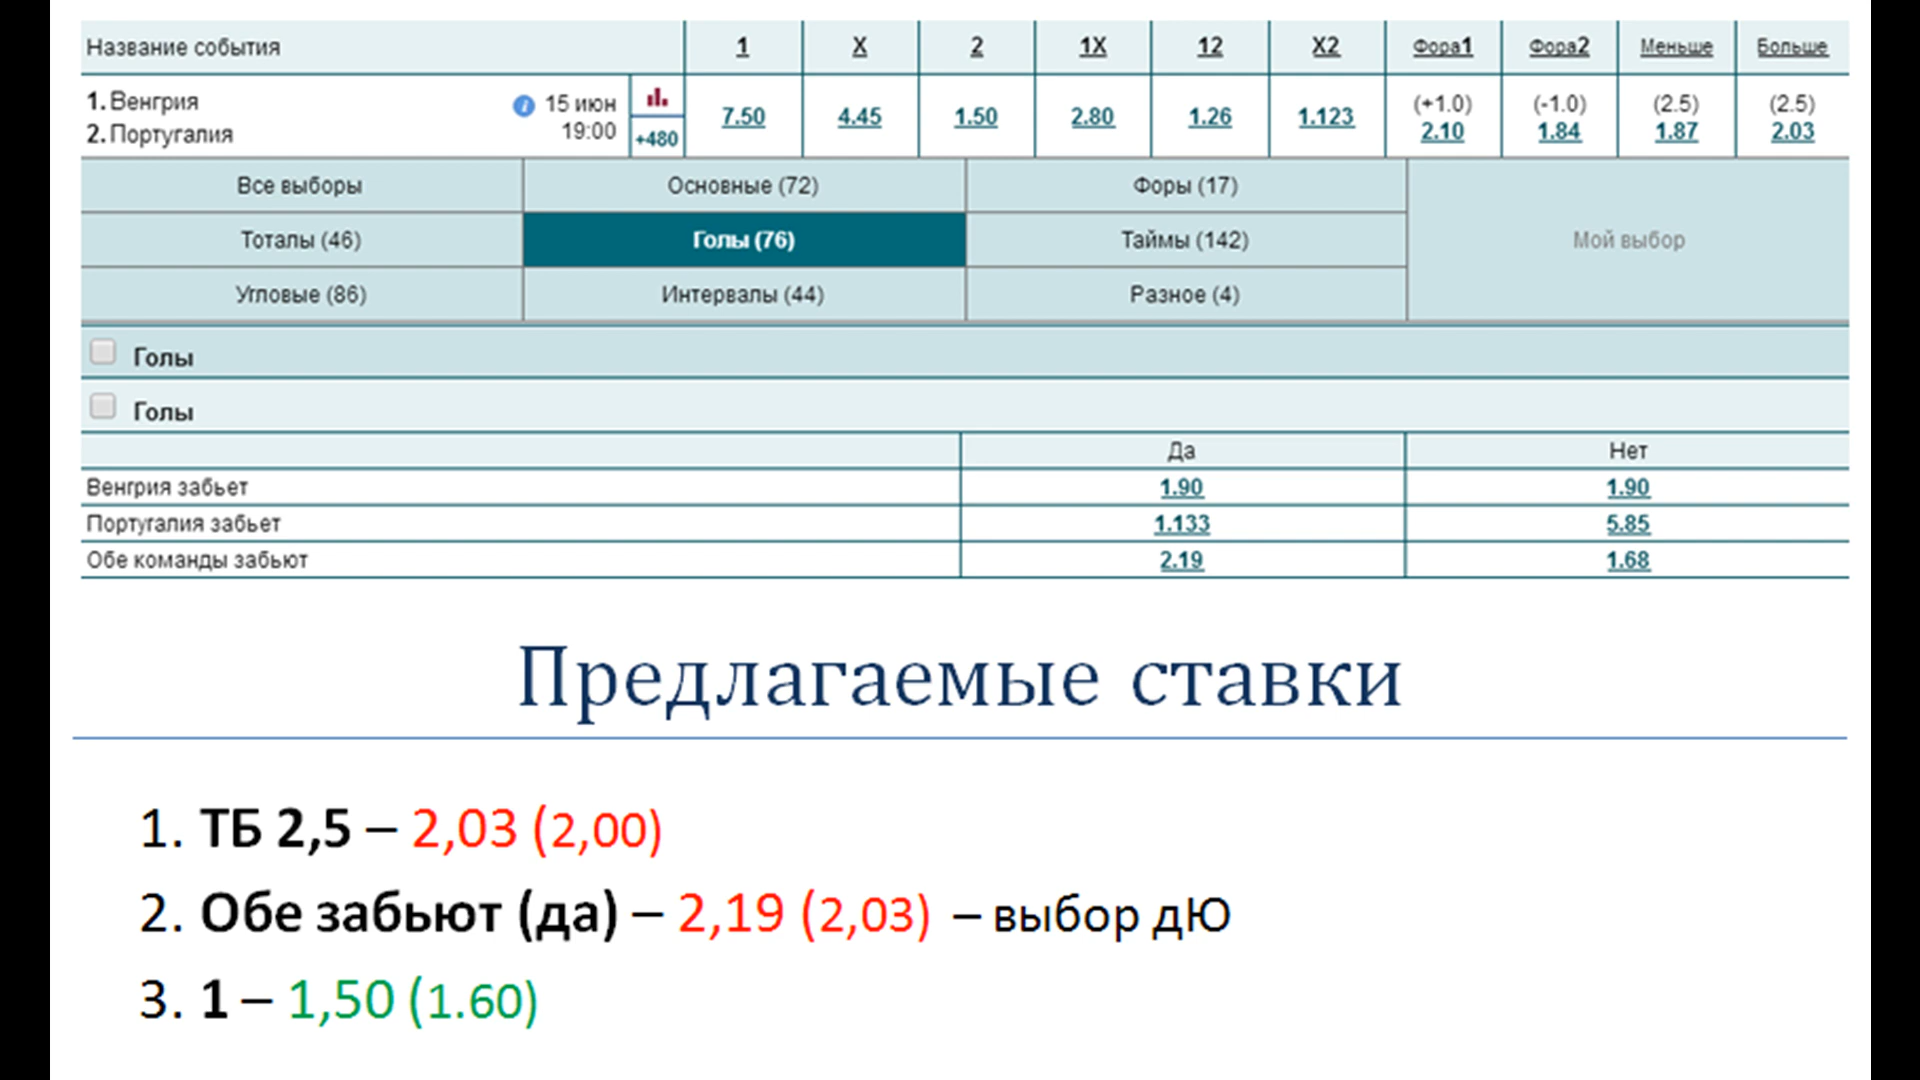 Название события 1 X 2 1X 12 X2 Фора1 Фора2 Меньше Больше
1. Венгрия 15 июн 7.50 4.45 1.50 2.80 1.26 1.123 (+1.0) (-1.0) (2.5) (2.5)
2. Португалия 19:00 +480 2.10 1.84 1.87 2.03
Все выборы Основные (72) Форы (17)
Тоталы (46) Голы (76) Таймы (142) Мой выбор
Угловые (86) Интервалы (44) Разное (4)
Голы
Голы
Да Нет
Венгрия забьет 1.90 1.90
Португалия забьет 1.133 5.85
Обе команды забьют 2.19 1.68
Предлагаемые ставки
1. ТБ 2,5 – 2,03 (2,00)
2. Обе забьют (да) – 2,19 (2,03) – выбор дЮ
3. 1 – 1,50 (1.60)